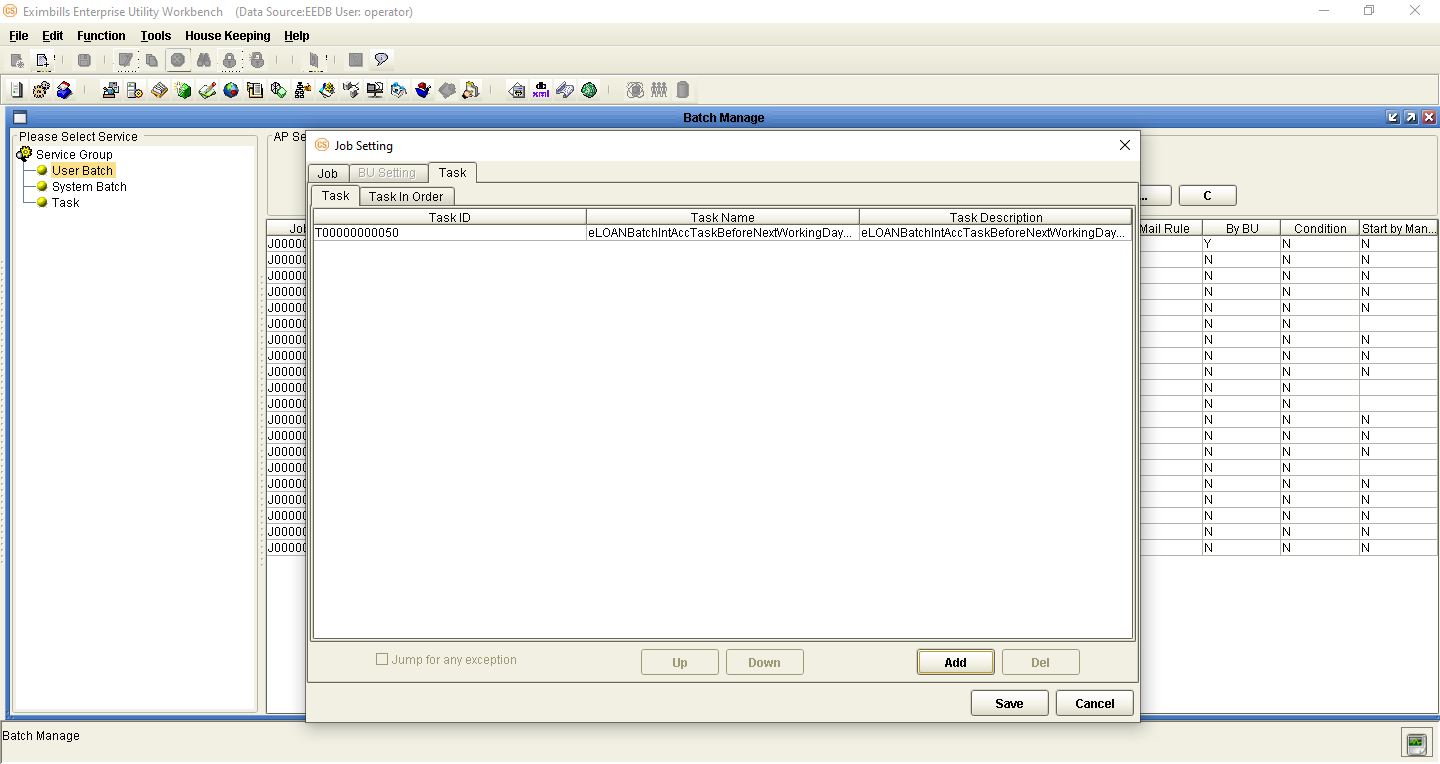 Eximbills Enterprise Utility Workbench (Data Source:EEDB User: operator)
File Edit Function Tools House Keeping Help
Batch Manage
Please Select Service
Service Group
User Batch
System Batch
Task
AP Se
Job Setting
Job BU Setting Task
Task Task In Order
Task ID Task Name Task Description
T00000000050 eLOANBatchIntAccTaskBeforeNextWorkingDay... eLOANBatchIntAccTaskBeforeNextWorkingDay...
Jump for any exception
Up Down Add Del
Save Cancel
.. C
Job Mail Rule By BU Condition Start by Man...
J00000 Y N N
J00000 N N N
J00000 N N N
J00000 N N N
J00000 N N N
J00000 N N
J00000 N N N
J00000 N N N
J00000 N N N
J00000 N N
J00000 N N
J00000 N N N
J00000 N N N
J00000 N N N
J00000 N N
J00000 N N N
J00000 N N N
J00000 N N N
J00000 N N N
J00000 N N N
Batch Manage